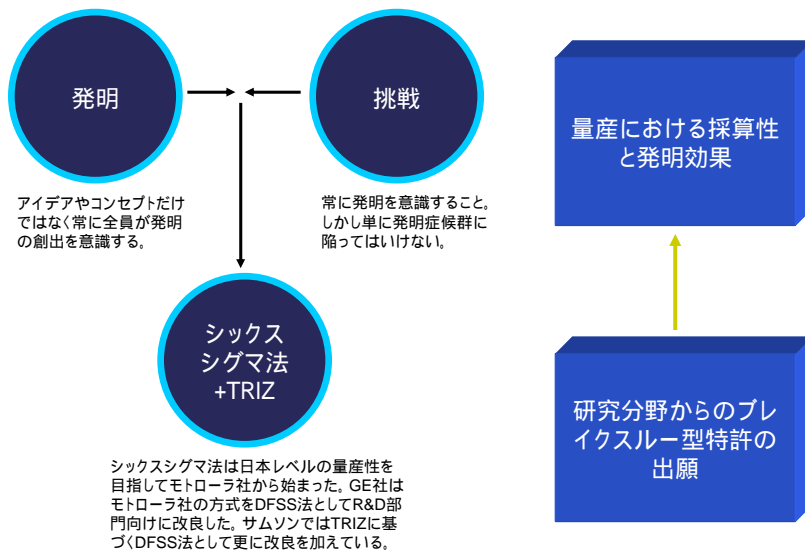 発明
挑戦
アイデアやコンセプトだけ
ではなく常に全員が発明
の創出を意識する。
常に発明を意識すること。
しかし単に発明症候群に
陥ってはいけない。
シックス
シグマ法
+TRIZ
シックスシグマ法は日本レベルの量産性を
目指してモトローラ社から始まった。GE社は
モトローラ社の方式をDFSS法としてR&D部
門向けに改良した。サムソンではTRIZに基
づくDFSS法として更に改良を加えている。
量産における採算性
と発明効果
研究分野からのブレ
イクスルー型特許の
出願